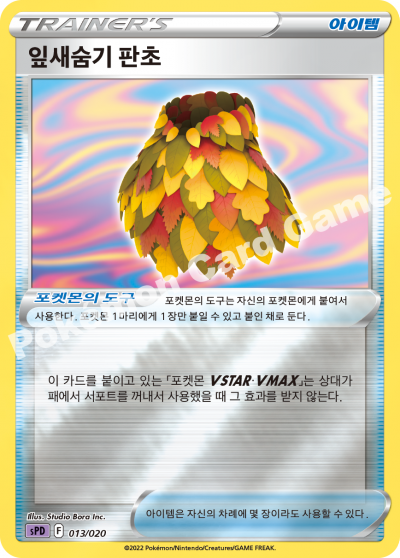 TRAINER'S
아이템
잎새숨기 판초
포켓몬의 도구 포켓몬의 도구는 자신의 포켓몬에게 붙여서
사용한다. 포켓몬 1마리에게 1장만 붙일 수 있고 붙인 채로 둔다.
이 카드를 붙이고 있는 「포켓몬 VSTAR·VMAX」는 상대가
패에서 서포트를 꺼내서 사용했을 때 그 효과를 받지 않는다.
Illus. Studio Bora Inc.
sPD F 013/020
아이템은 자신의 차례에 몇 장이라도 사용할 수 있다.
©2022 Pokémon/Nintendo/Creatures/GAME FREAK.
Pokémon Card Game